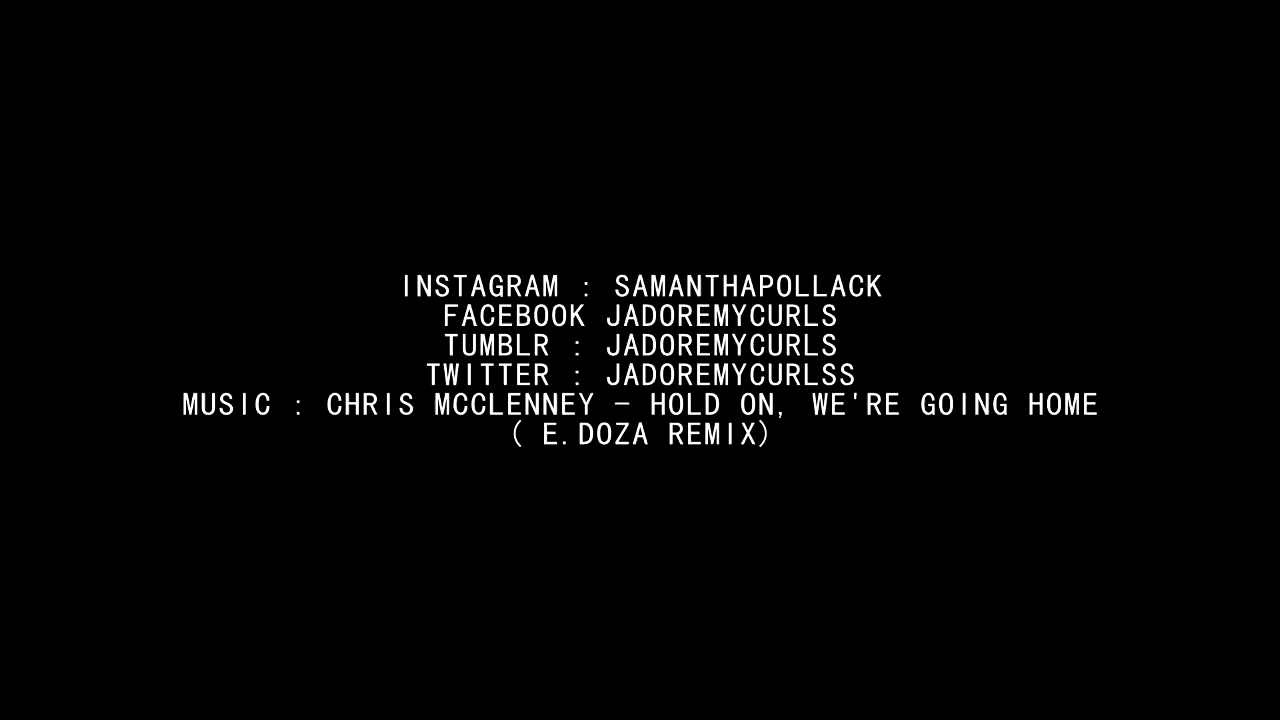 INSTAGRAM : SAMANTHAPOLLACK
FACEBOOK JADOREMYCURLS
TUMBLR : JADOREMYCURLS
TWITTER : JADOREMYCURLSS
MUSIC : CHRIS MCCLENNEY - HOLD ON, WE'RE GOING HOME
( E.DOZA REMIX)